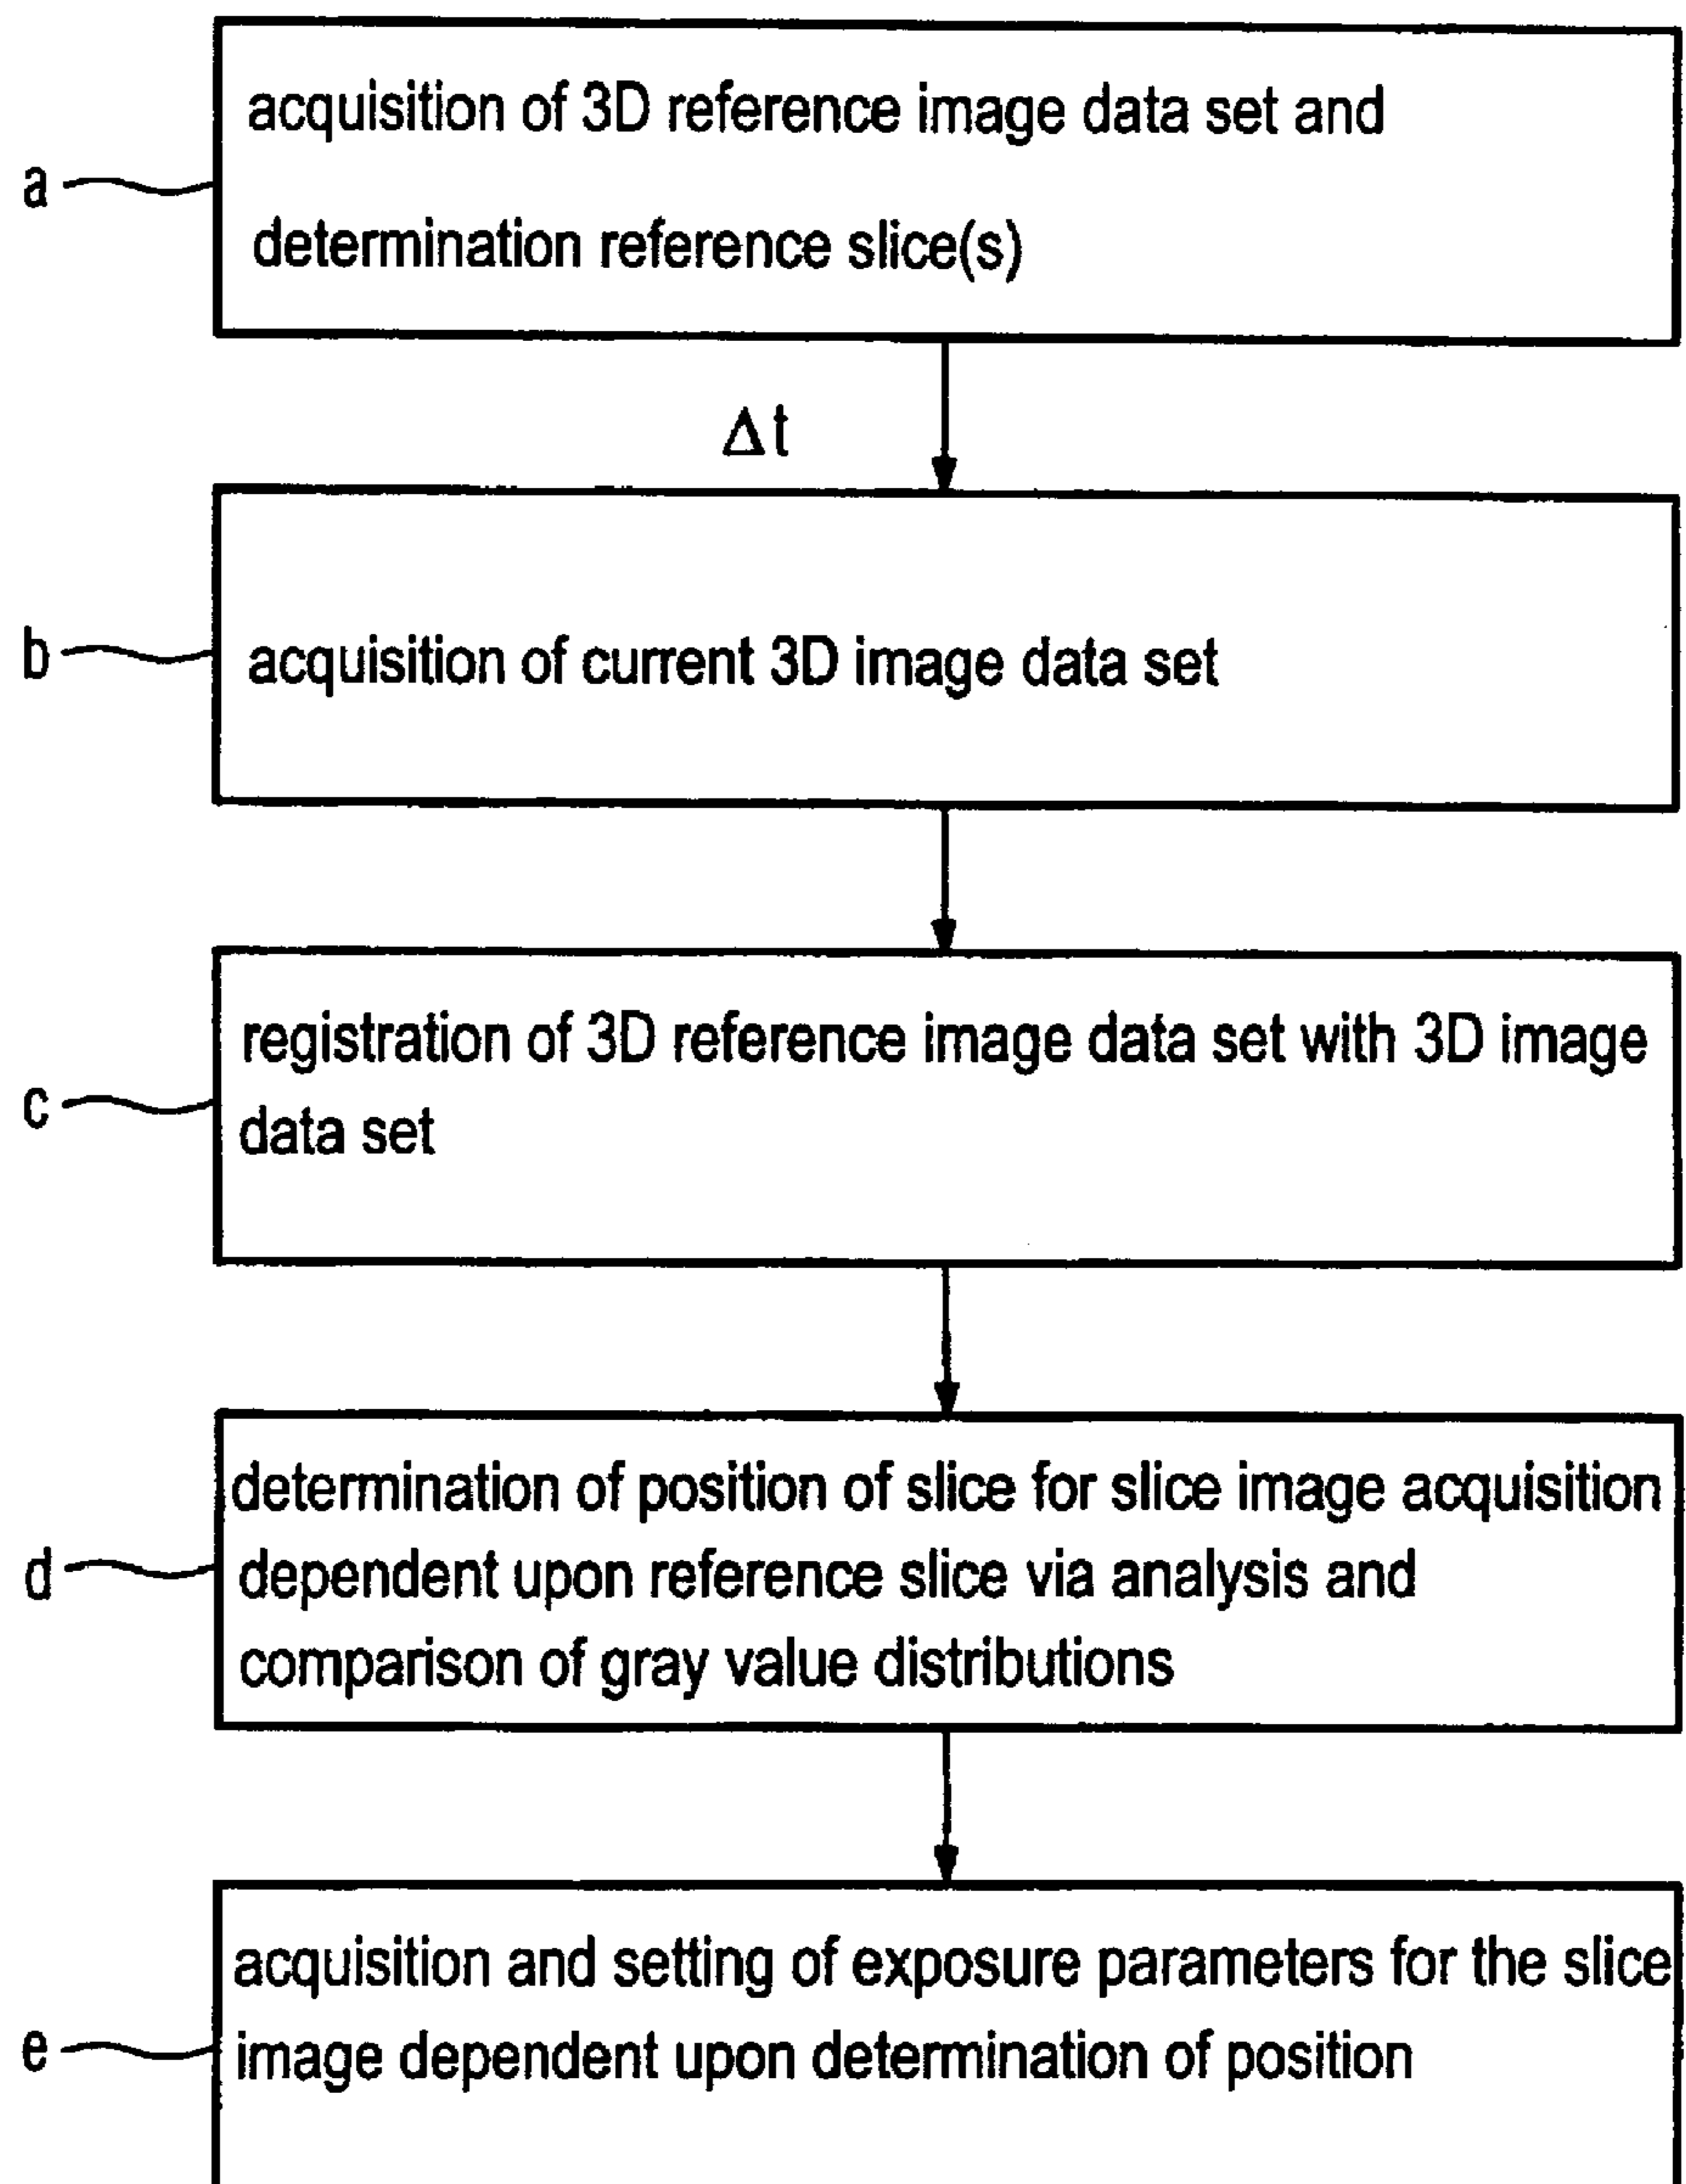 acquisition of 3D reference image data set and
a
determination reference slice(s)
Δt
b
acquisition of current 3D image data set
registration of 3D reference image data set with 3D image
c
data set
determination of position of slice for slice image acquisition
d
dependent upon reference slice via analysis and
comparison of gray value distributions
acquisition and setting of exposure parameters for the slice
e
image dependent upon determination of position